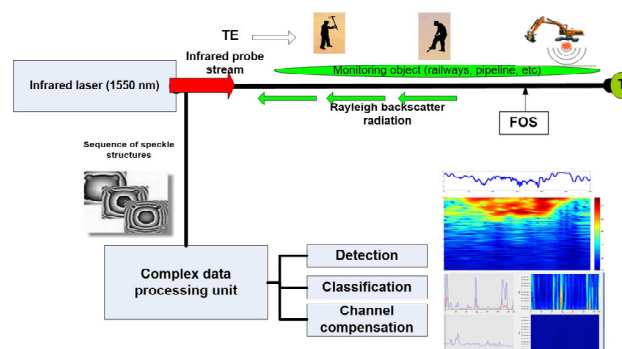 TE
Infrared probe
stream
Infrared laser (1550 nm)
Monitoring object (railways, pipeline, etc)
T
Rayleigh backscatter
radiation
FOS
Sequence of speckle
structures
Complex data
processing unit
Detection
Classification
Channel
compensation